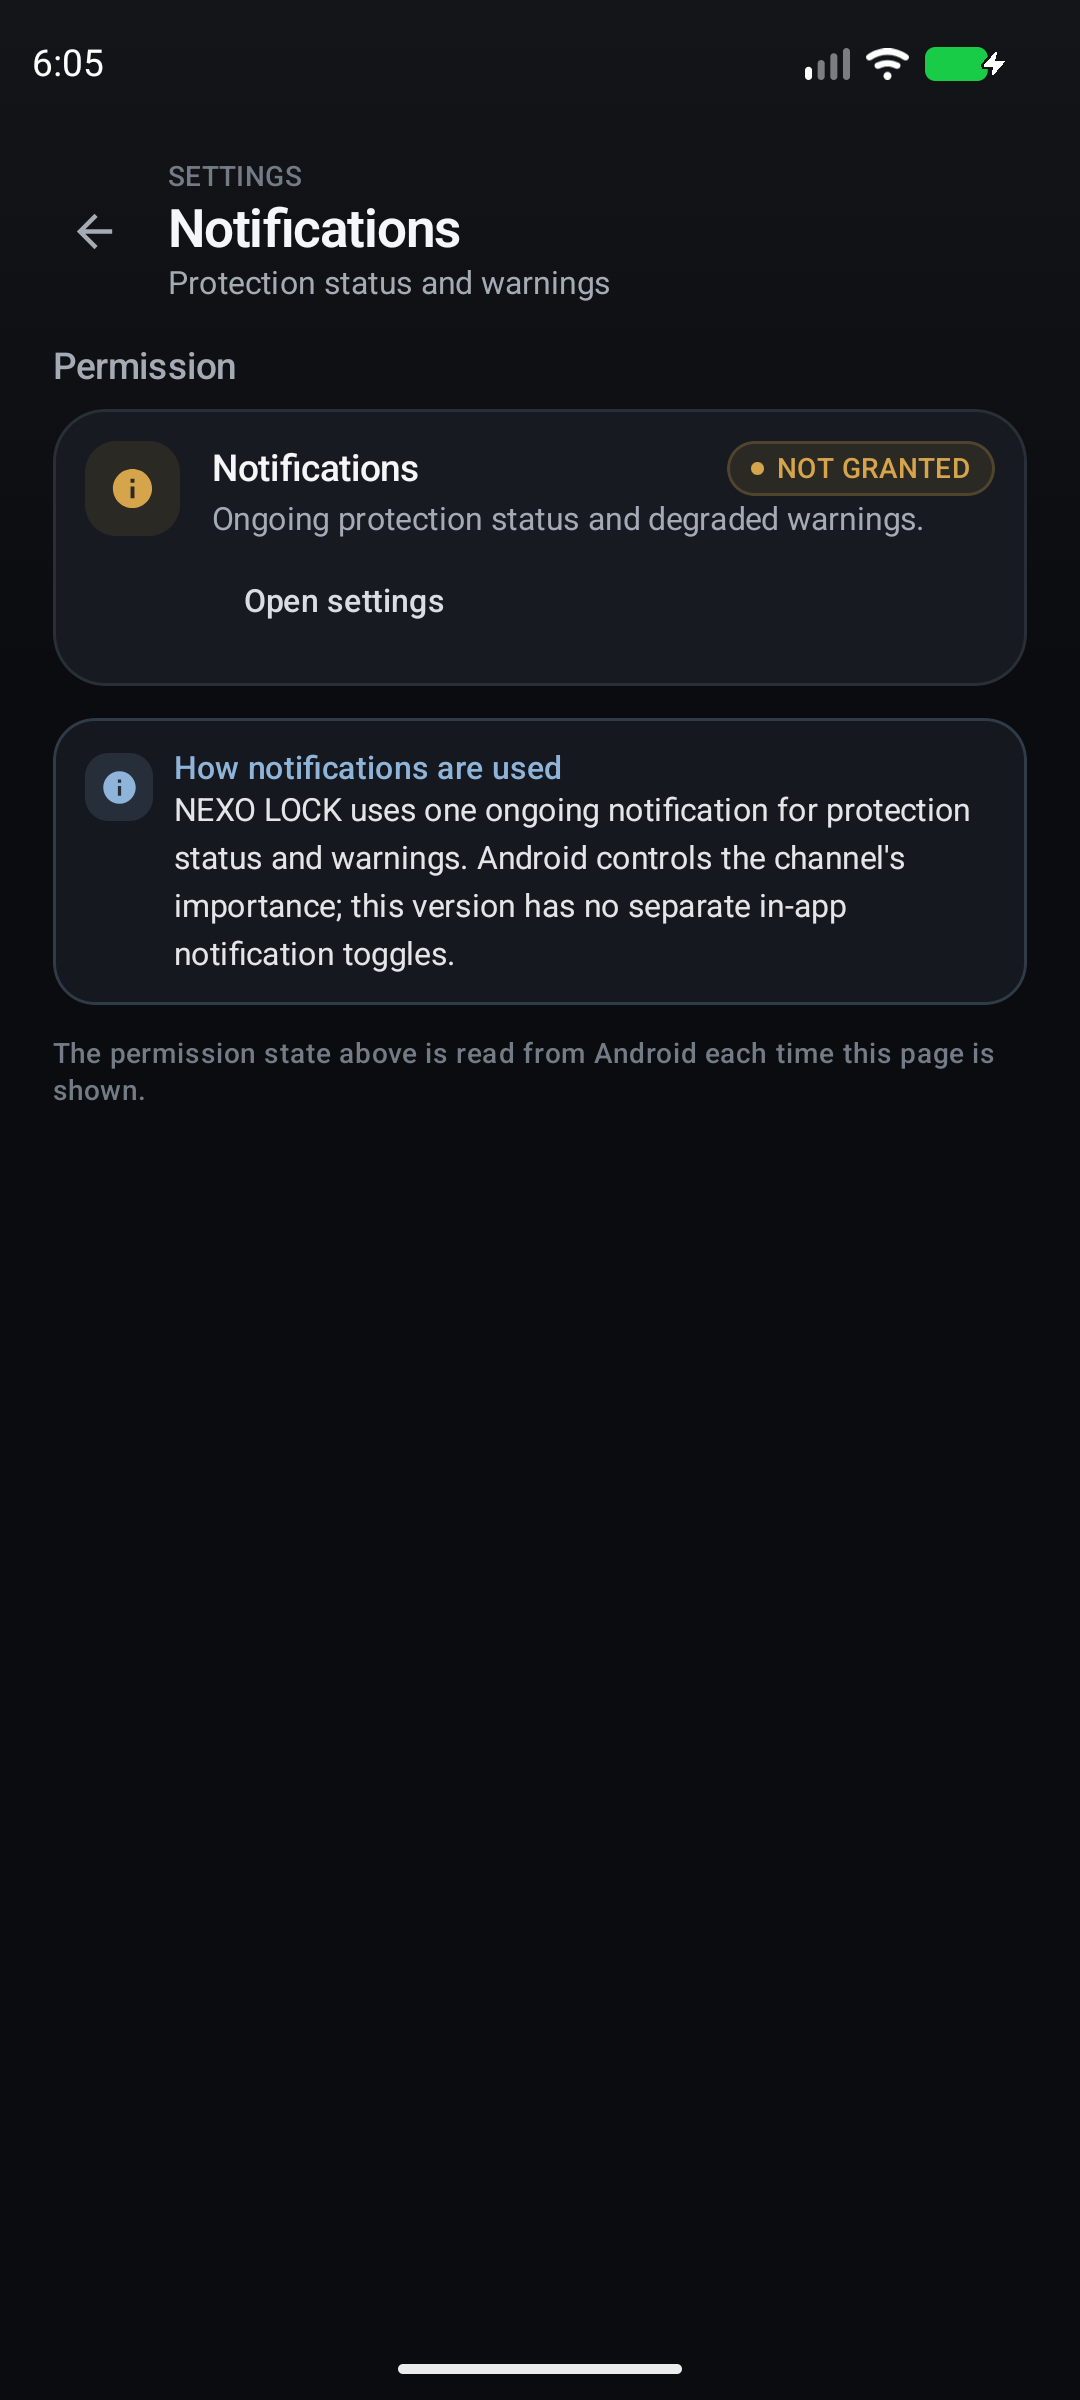 6:05
SETTINGS
Notifications
Protection status and warnings
Permission
Notifications
NOT GRANTED
Ongoing protection status and degraded warnings.
Open settings
How notifications are used
NEXO LOCK uses one ongoing notification for protection
status and warnings. Android controls the channel's
importance; this version has no separate in-app
notification toggles.
The permission state above is read from Android each time this page is
shown.